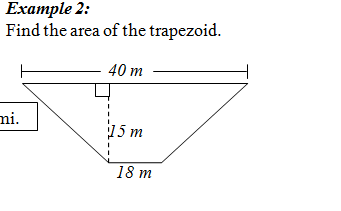 Example 2:
Find the area of the trapezoid.
40 m
mi.
15 m
18 m